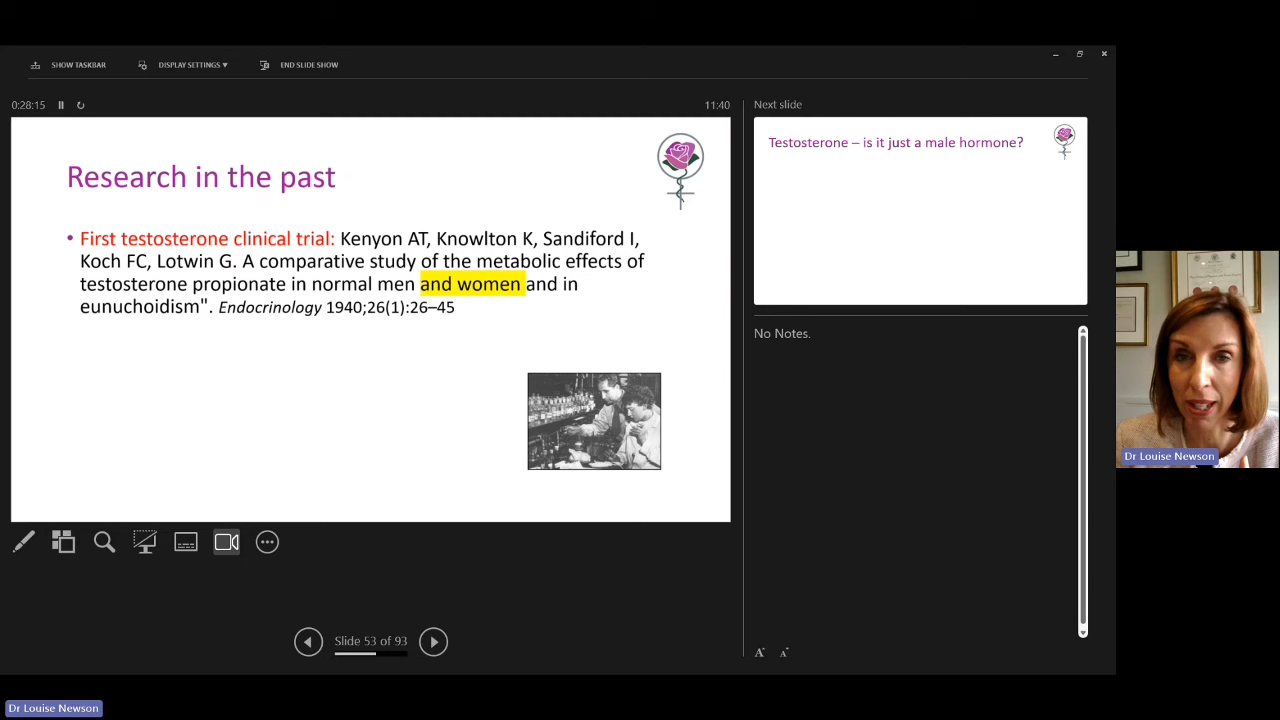 SHOW TASKBAR
DISPLAY SETTINGS ▼
END SLIDE SHOW
0:28:15
11:40
Research in the past
• First testosterone clinical trial: Kenyon AT, Knowlton K, Sandiford I,
Koch FC, Lotwin G. A comparative study of the metabolic effects of
testosterone propionate in normal men and women and in
eunuchoidism". Endocrinology 1940;26(1):26–45
Slide 53 of 93
Next slide
Testosterone – is it just a male hormone?
No Notes.
A A
Dr Louise Newson
Dr Louise Newson